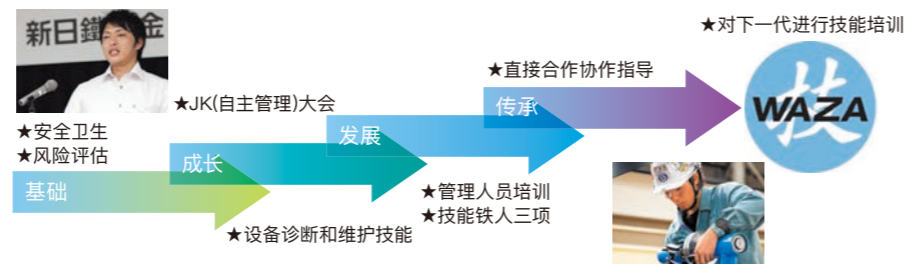 新日鐵
金
★对下一代进行技能培训
★直接合作协作指导
★JK(自主管理)大会
传承
技
WAZA
★安全卫生
★风险评估
发展
成长
基础
★管理人员培训
★技能铁人三项
★设备诊断和维护技能